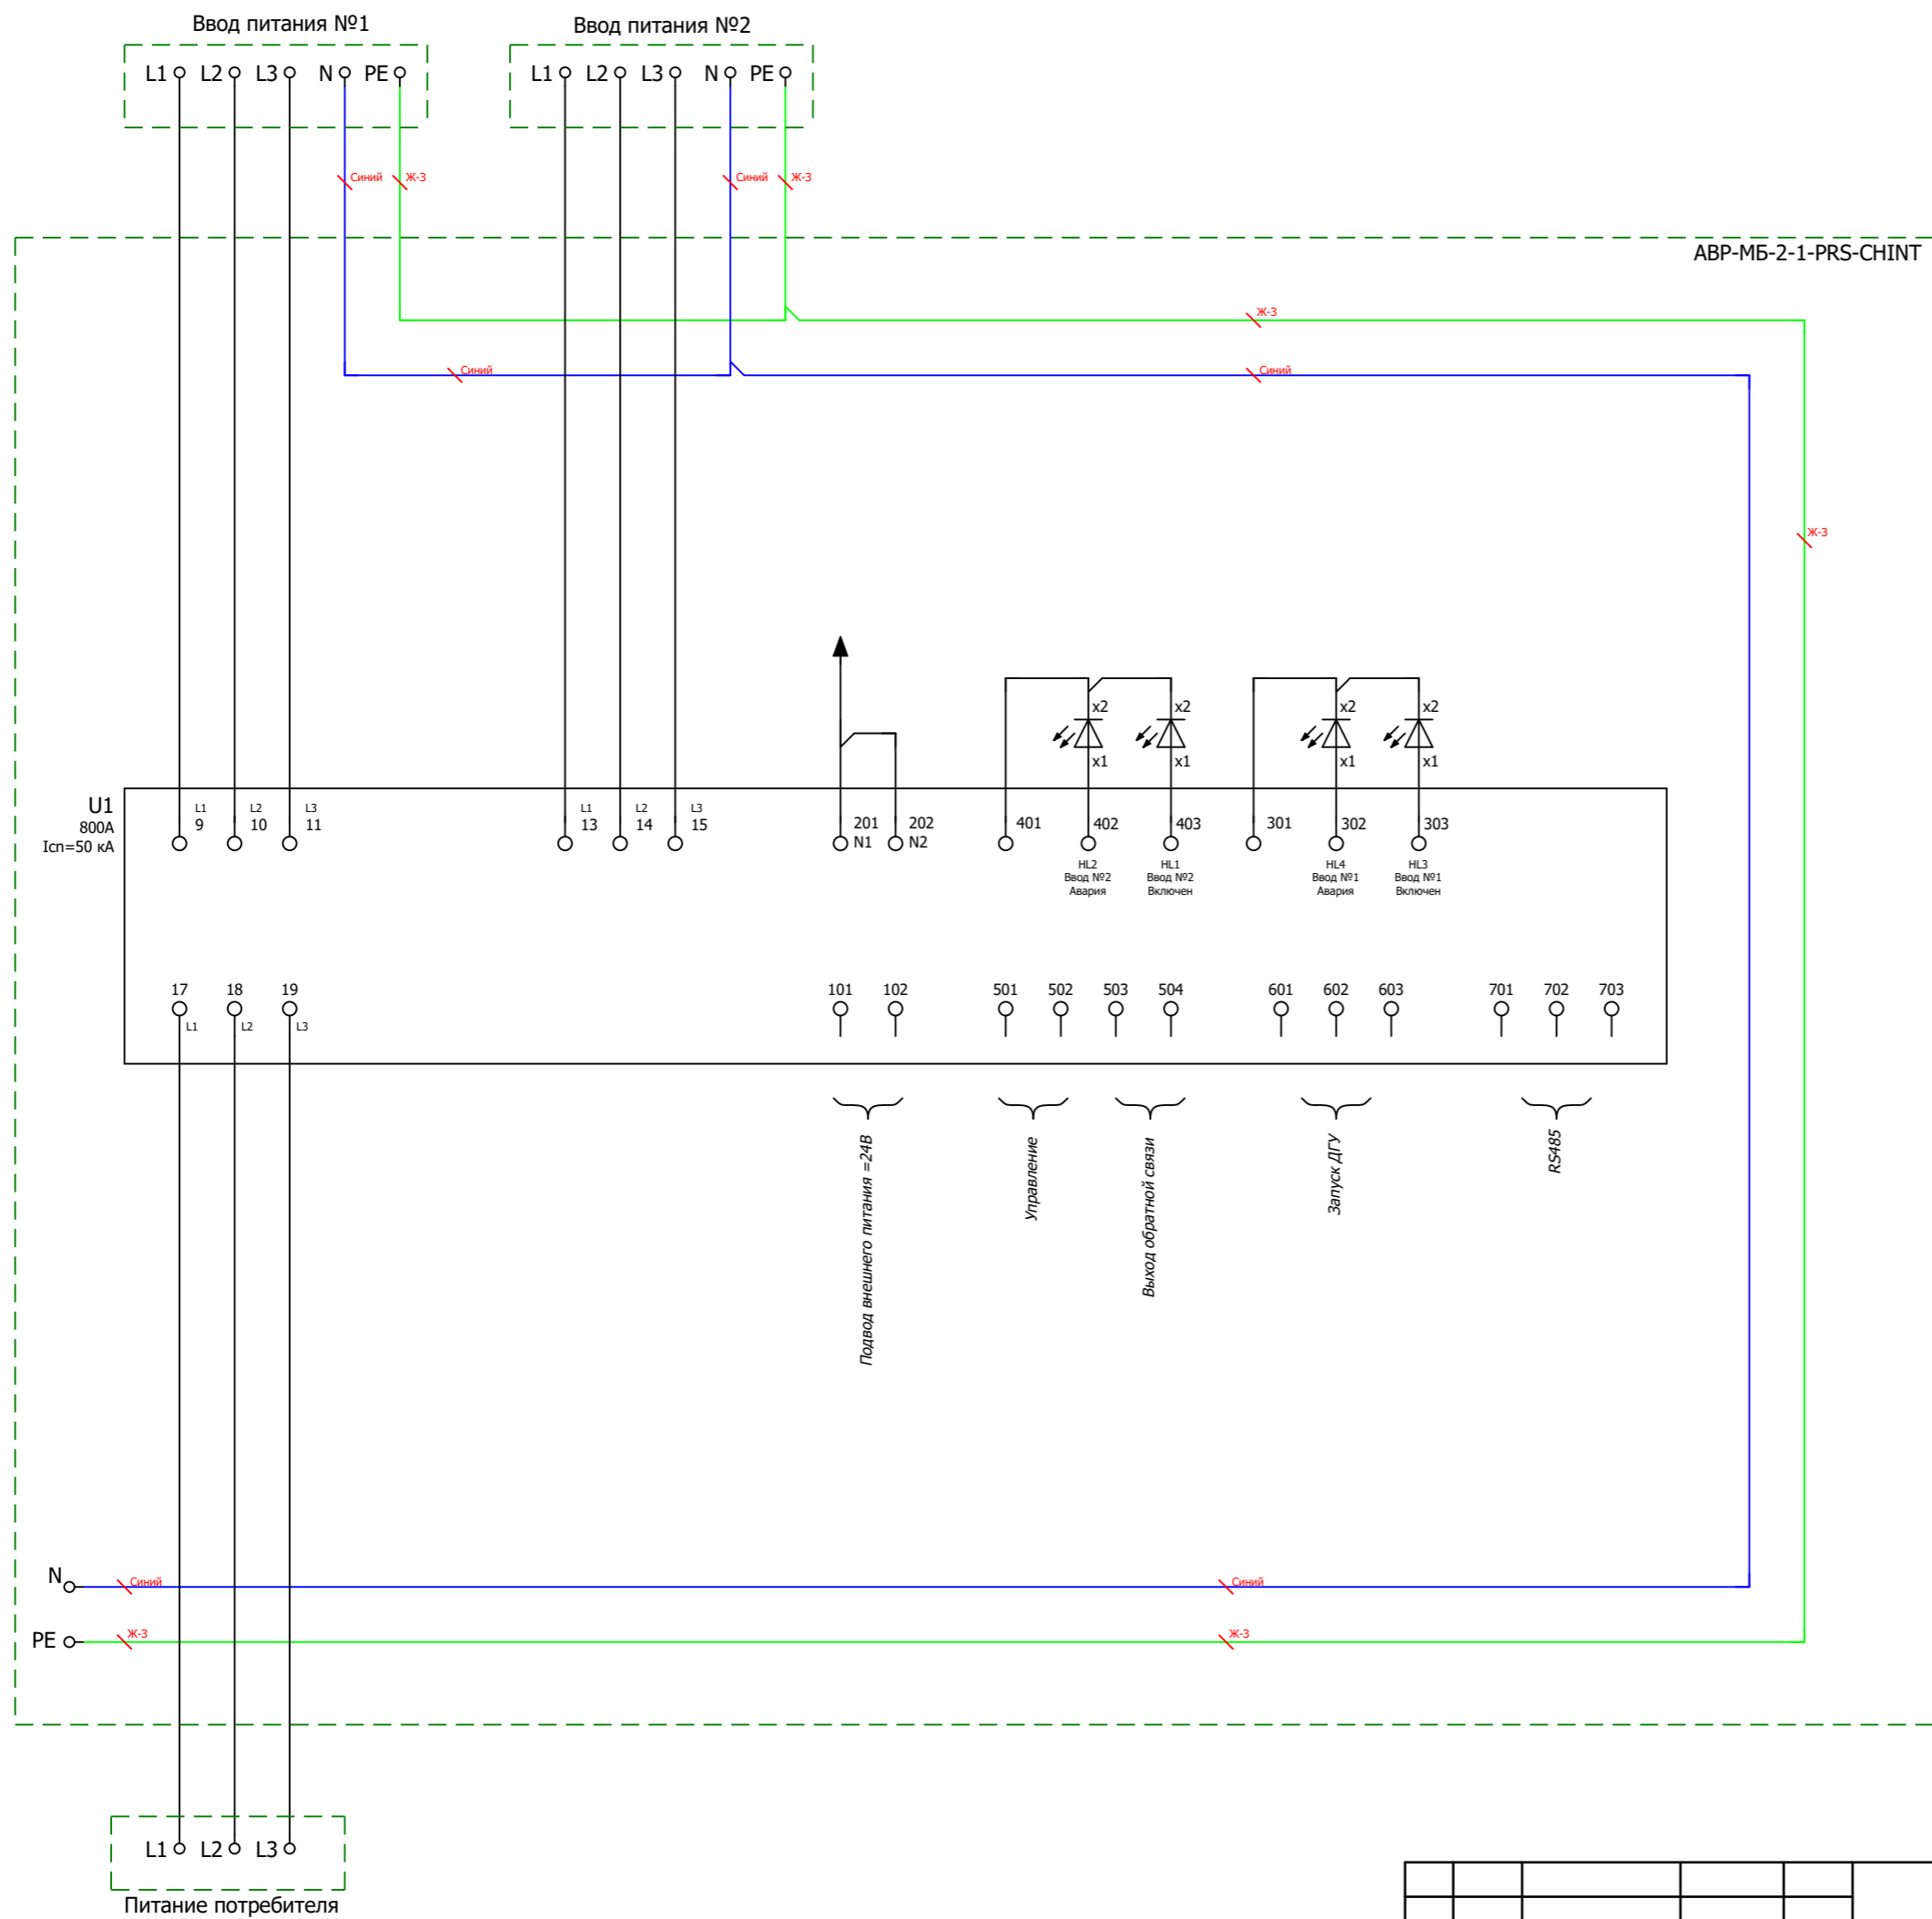 Ввод питания №1
Ввод питания №2
L1 L2 L3 N PE
L1 L2 L3 N PE
Синий Ж-З
Синий Ж-З
АВР-МБ-2-1-PRS-CHINT
Ж-З
Синий
Синий
Ж-З
x2 x2 x2 x2
x1 x1 x1 x1
U1
800А
Icn=50 кА
L1 L2 L3
9 10 11
L1 L2 L3
13 14 15
201 202
N1 N2
401 402 403
301 302 303
HL2
Ввод №2
Авария
HL1
Ввод №2
Включен
HL4
Ввод №1
Авария
HL3
Ввод №1
Включен
17 18 19
L1 L2 L3
101 102
501 502 503 504
601 602 603
701 702 703
Подвод внешнего питания =24В
Управление
Выход обратной связи
Запуск ДГУ
RS485
N
Синий
Синий
PE
Ж-З
Ж-З
L1 L2 L3
Питание потребителя